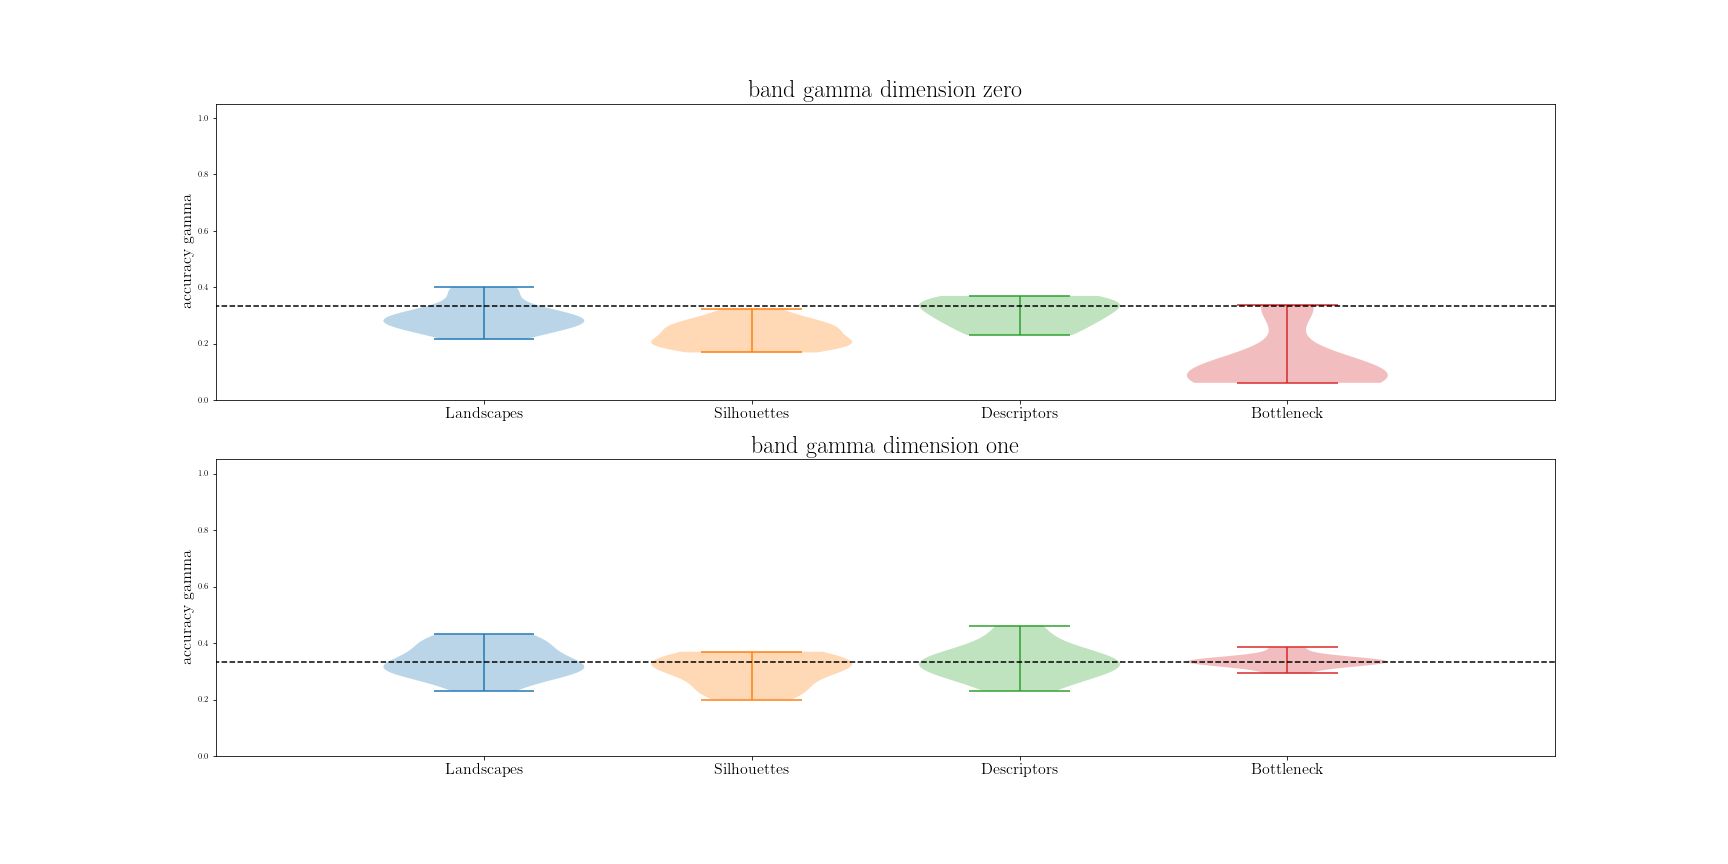 band gamma dimension zero
accuracy gamma
1.0
0.8
0.6
0.4
0.2
0.0
Landscapes Silhouettes Descriptors Bottleneck
band gamma dimension one
accuracy gamma
1.0
0.8
0.6
0.4
0.2
0.0
Landscapes Silhouettes Descriptors Bottleneck